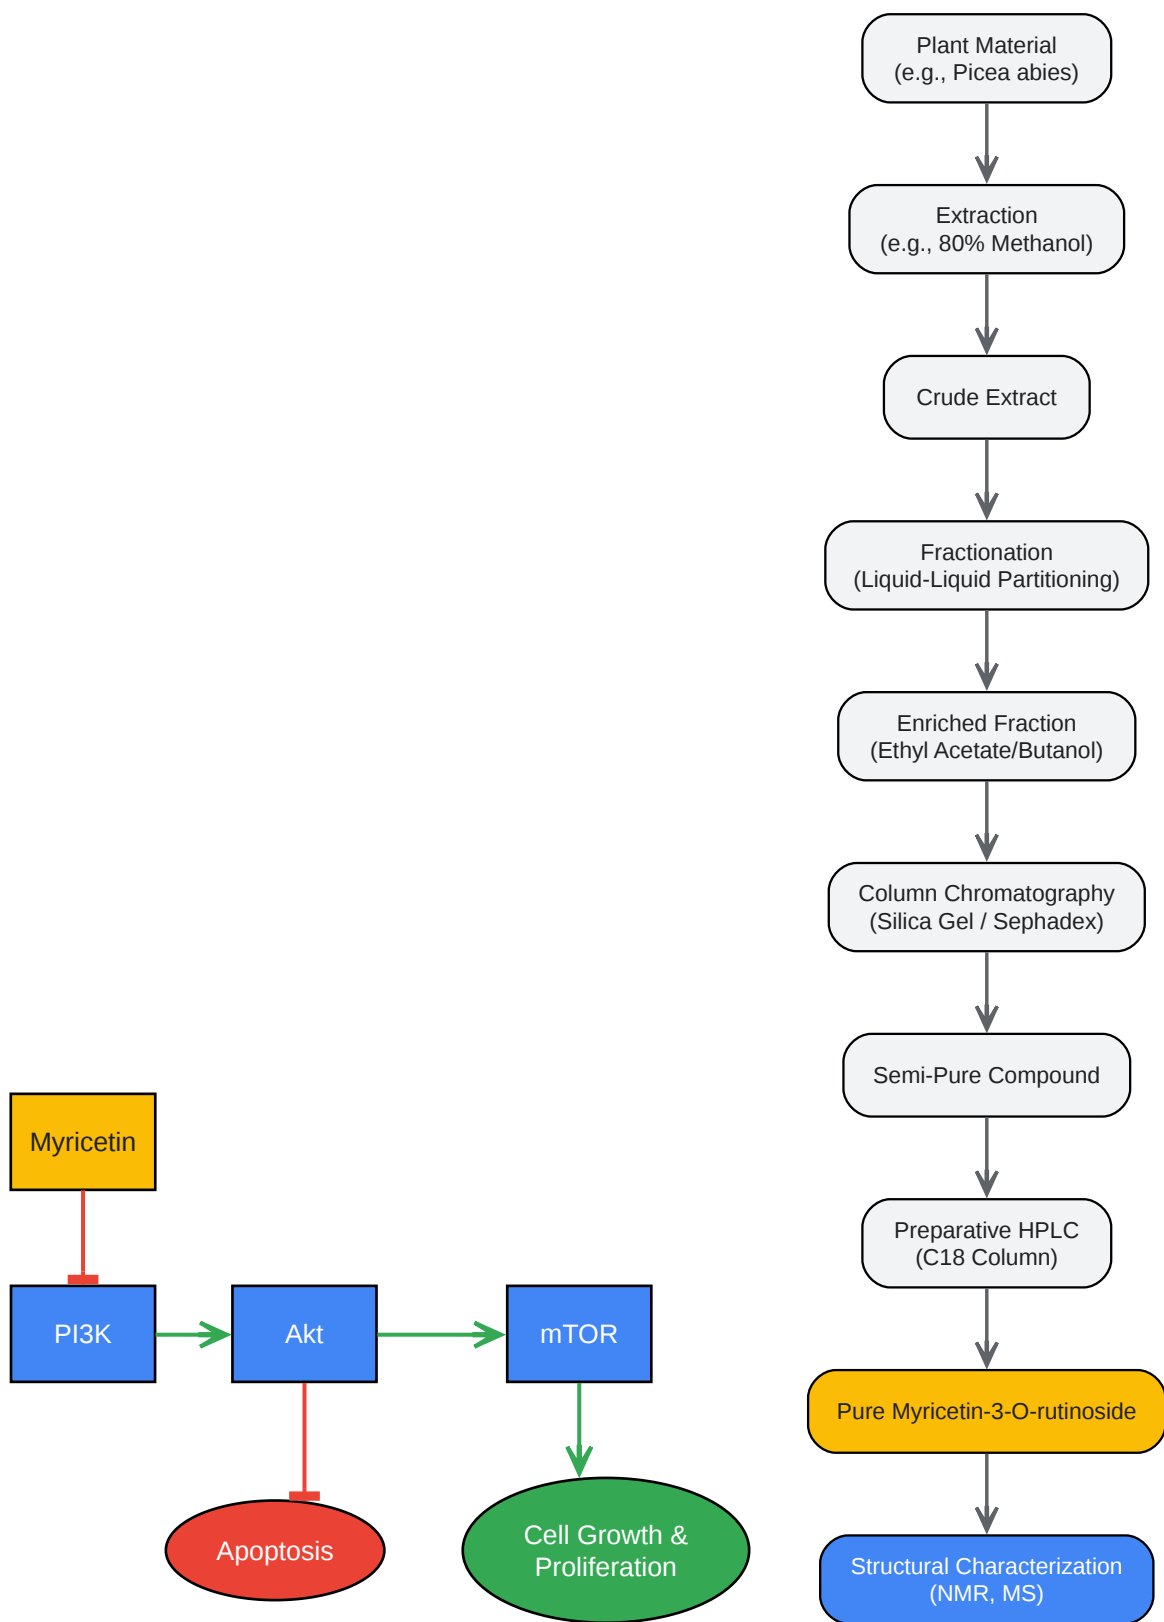 Plant Material
(e.g., Picea abies)
Extraction
(e.g., 80% Methanol)
Crude Extract
Fractionation
(Liquid-Liquid Partitioning)
Enriched Fraction
(Ethyl Acetate/Butanol)
Column Chromatography
(Silica Gel / Sephadex)
Semi-Pure Compound
Preparative HPLC
(C18 Column)
Pure Myricetin-3-O-rutinoside
Structural Characterization
(NMR, MS)
Myricetin
PI3K
Akt
mTOR
Apoptosis
Cell Growth &
Proliferation